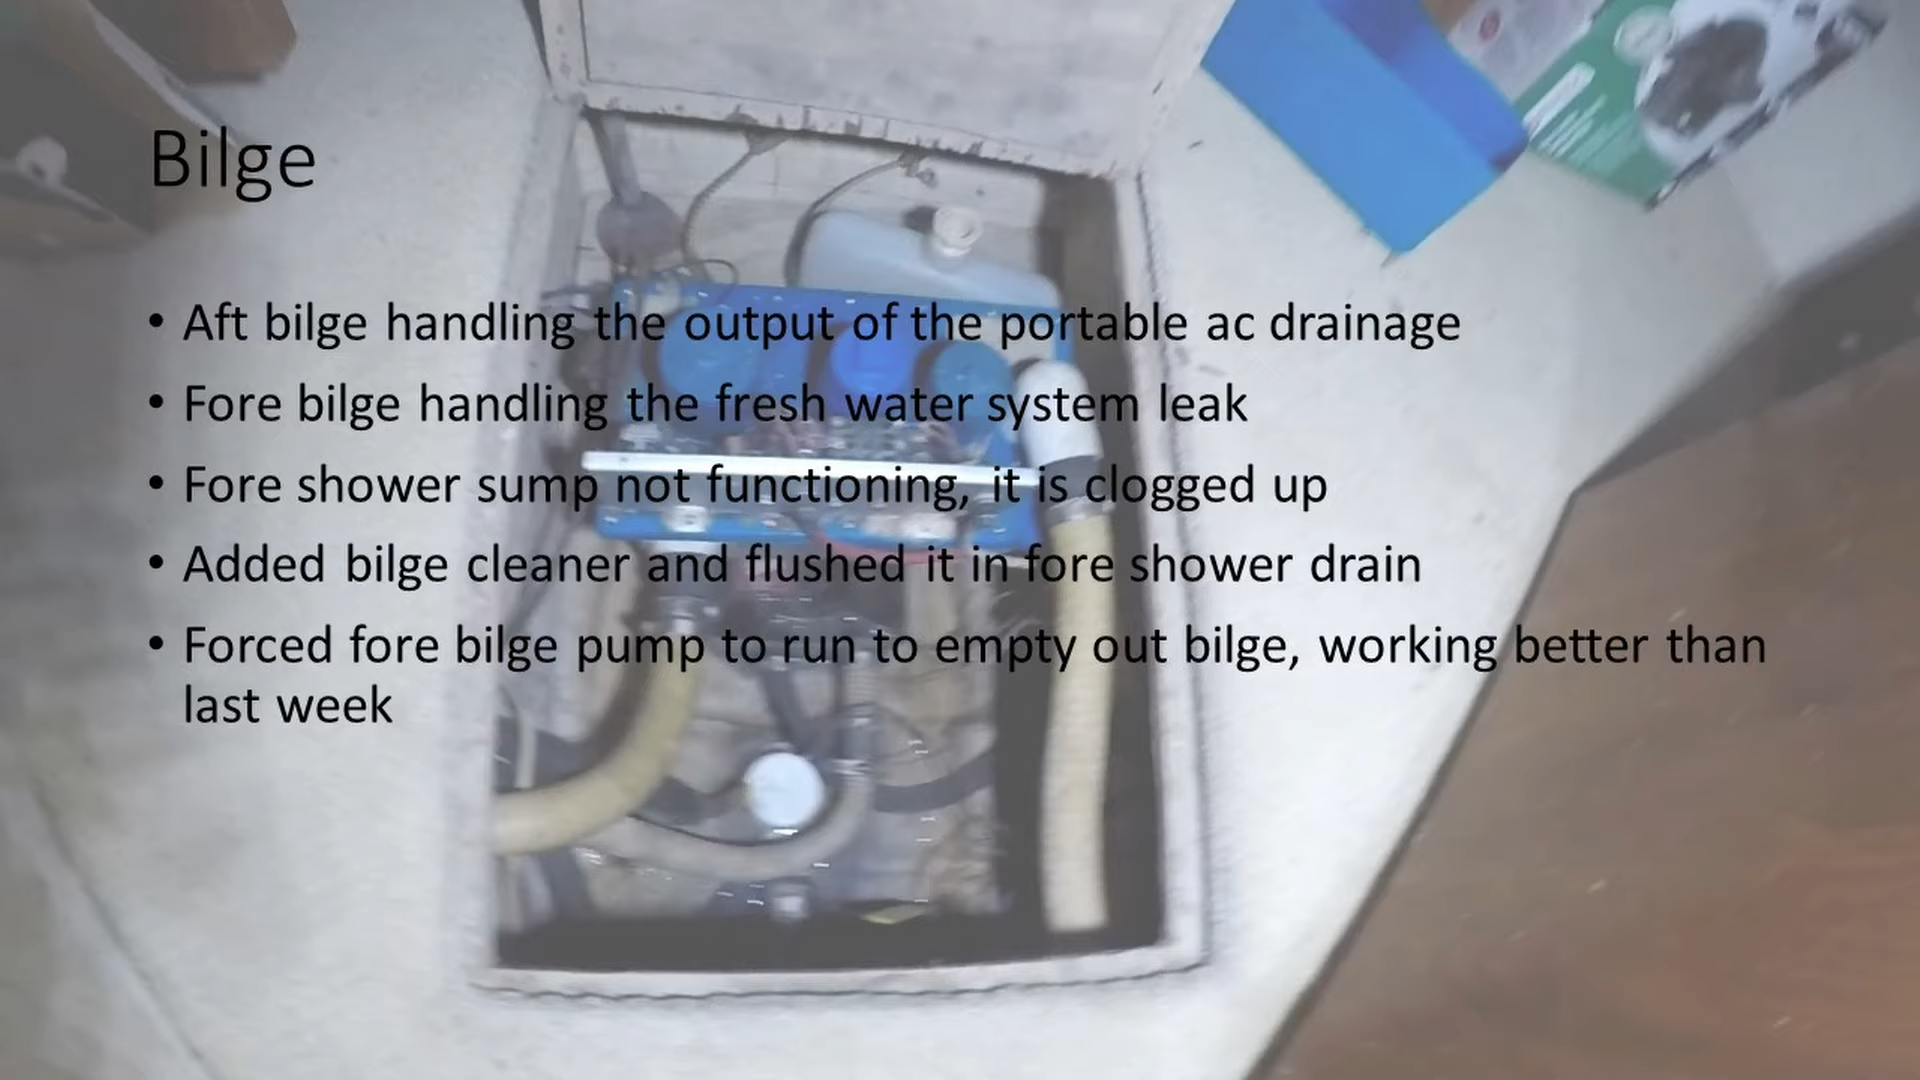 Bilge
• Aft bilge handling the output of the portable ac drainage
• Fore bilge handling the fresh water system leak
• Fore shower sump not functioning, it is clogged up
• Added bilge cleaner and flushed it in fore shower drain
• Forced fore bilge pump to run to empty out bilge, working better than
last week